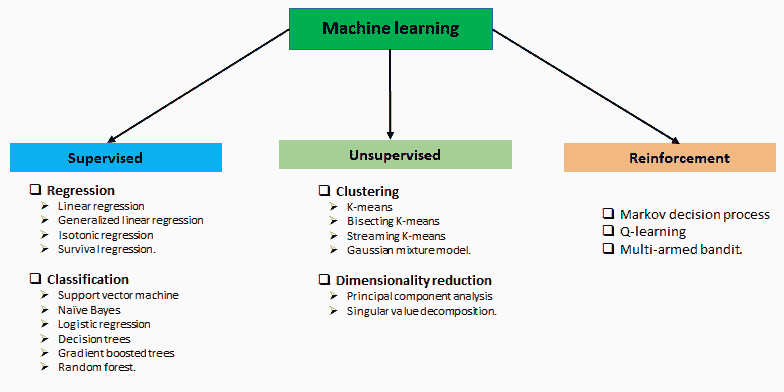 Machine learning
Supervised
Regression
Linear regression
Generalized linear regression
Isotonic regression
Survival regression.
Classification
Support vector machine
Naïve Bayes
Logistic regression
Decision trees
Gradient boosted trees
Random forest.
Unsupervised
Clustering
K-means
Bisecting K-means
Streaming K-means
Gaussian mixture model.
Dimensionality reduction
Principal component analysis
Singular value decomposition.
Reinforcement
Markov decision process
Q-learning
Multi-armed bandit.